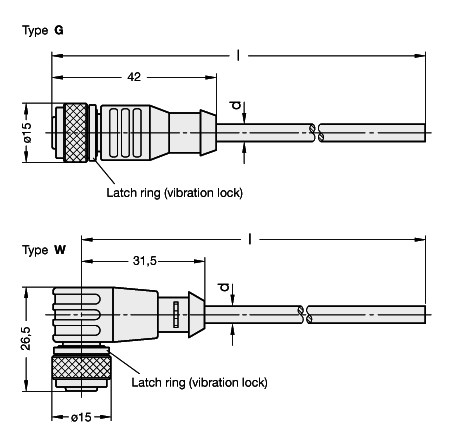 Type G
l
42
d
ø15
Latch ring (vibration lock)
Type W
l
31,5
d
26,5
Latch ring (vibration lock)
ø15